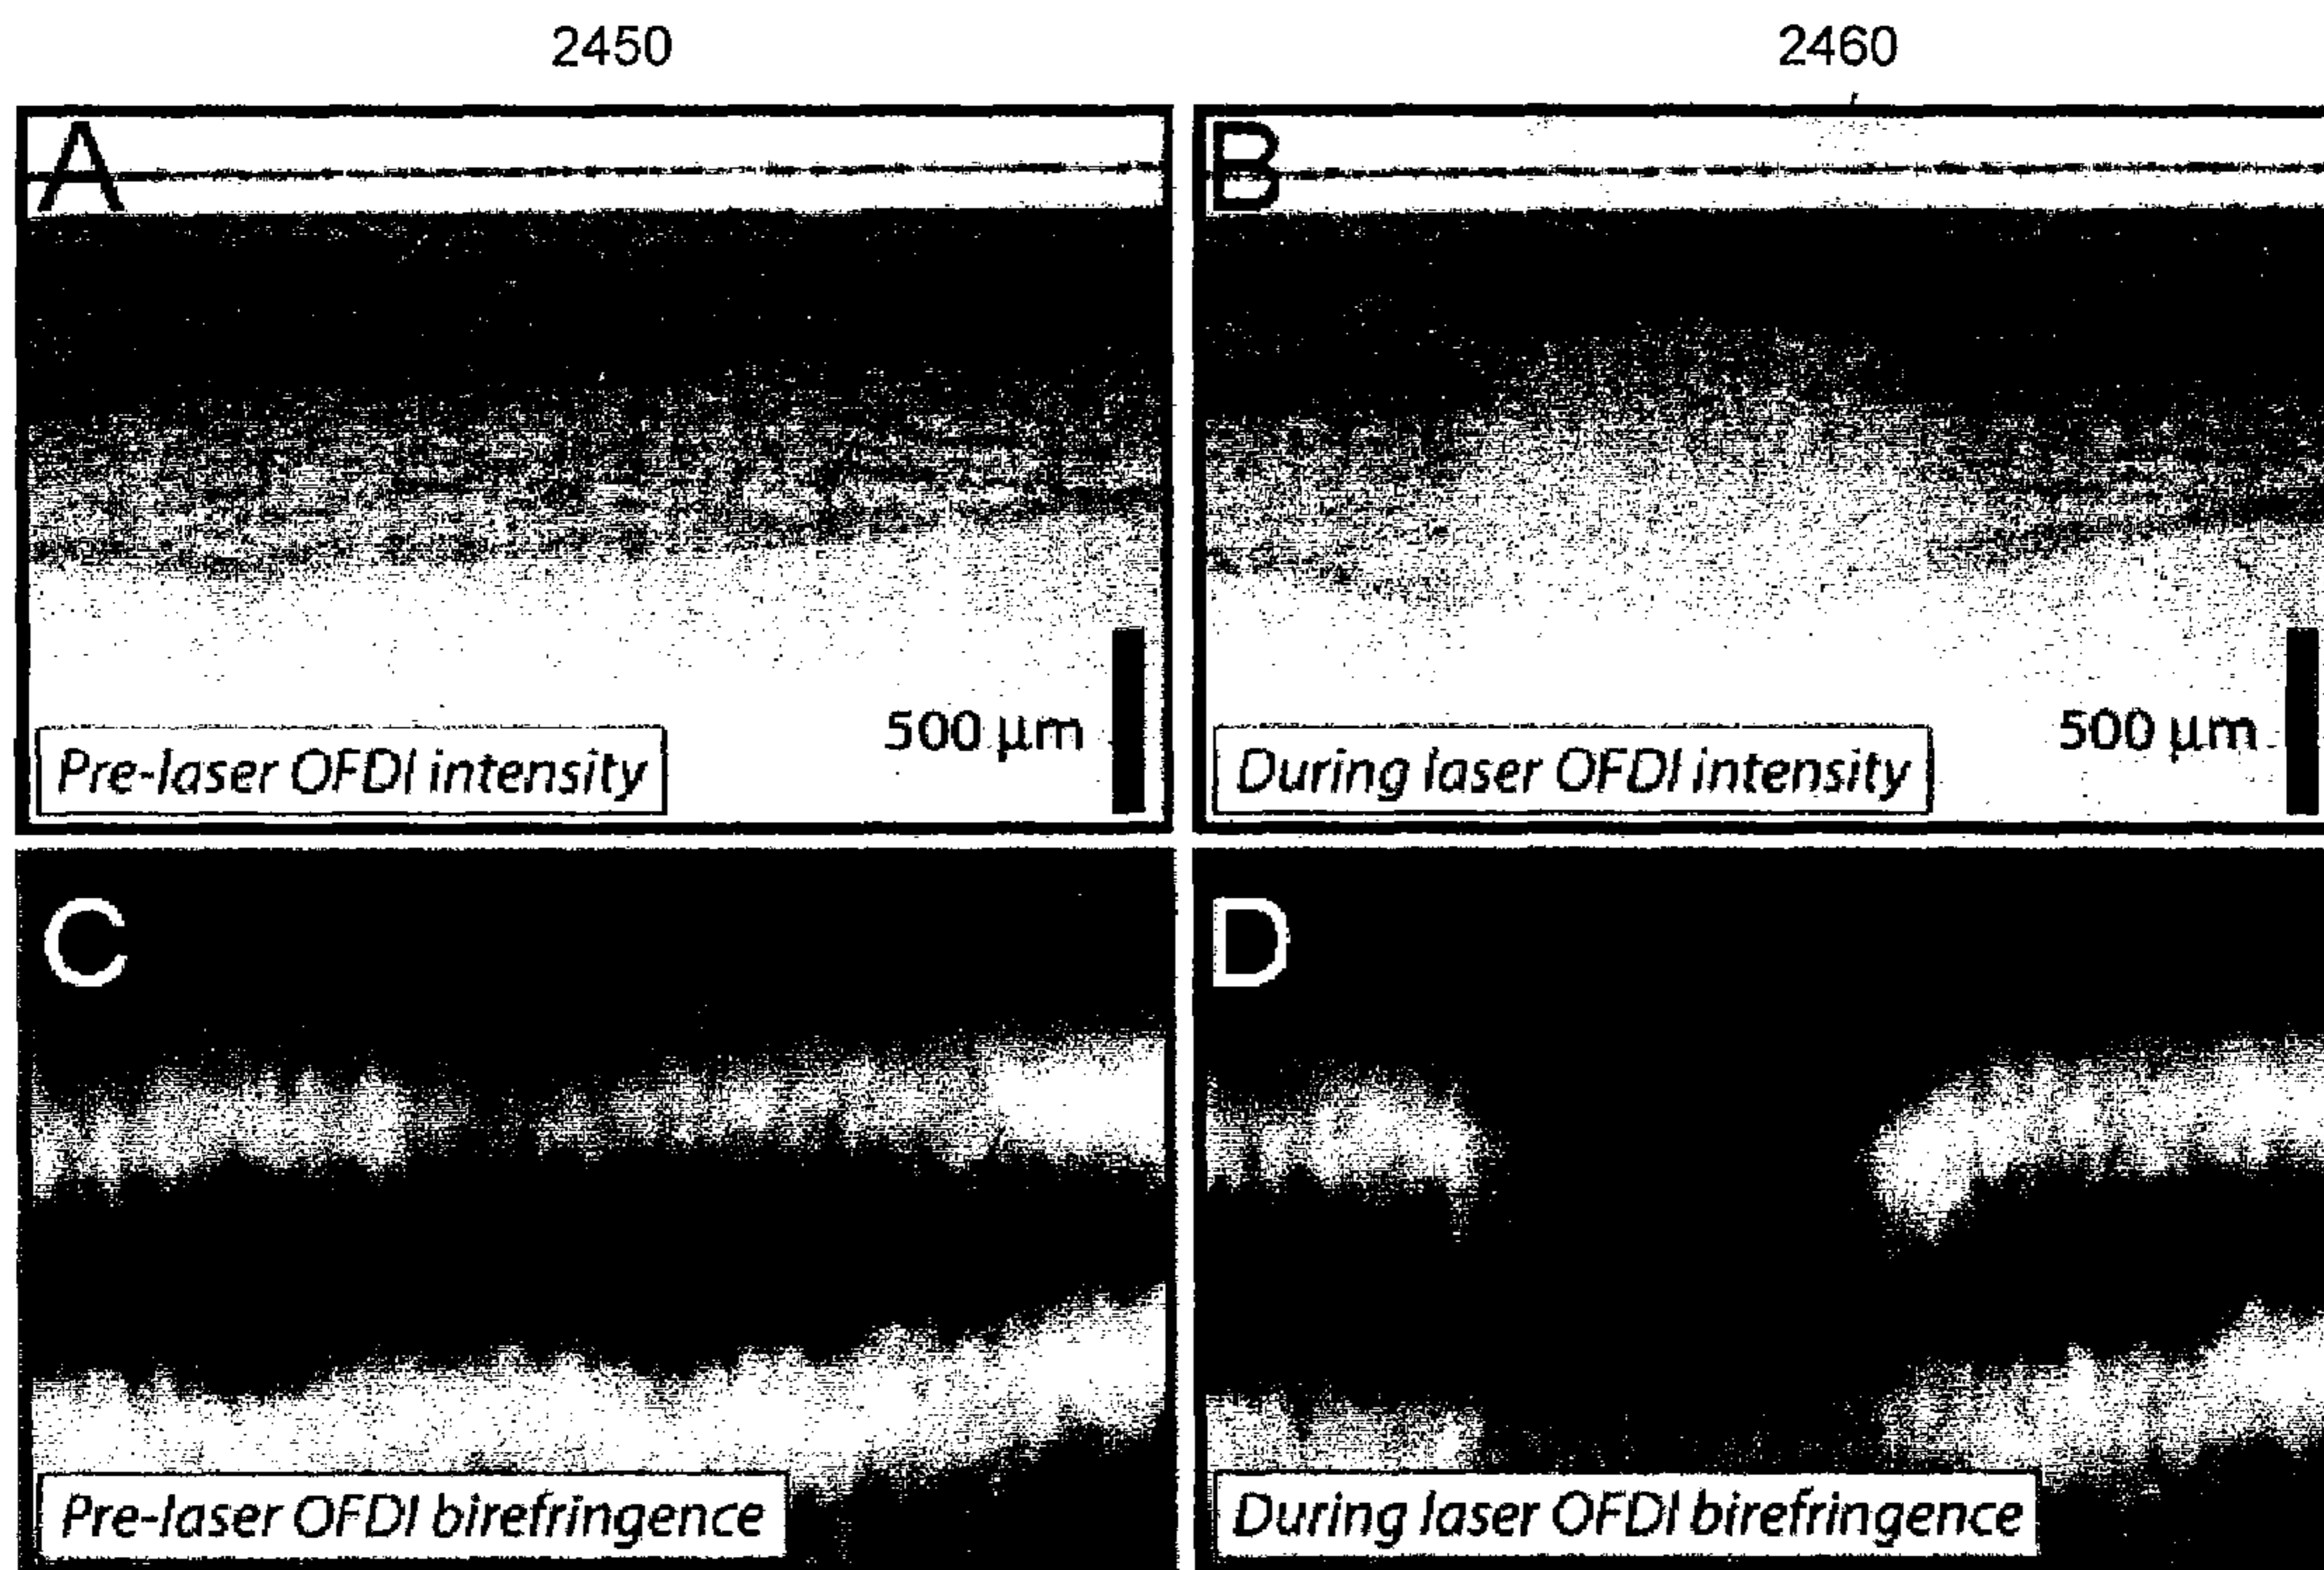 2450
2460
A
B
500 µm
Pre-laser OFDI intensity
500 µm
During laser OFDI intensity
C
D
Pre-laser OFDI birefringence
During laser OFDI birefringence